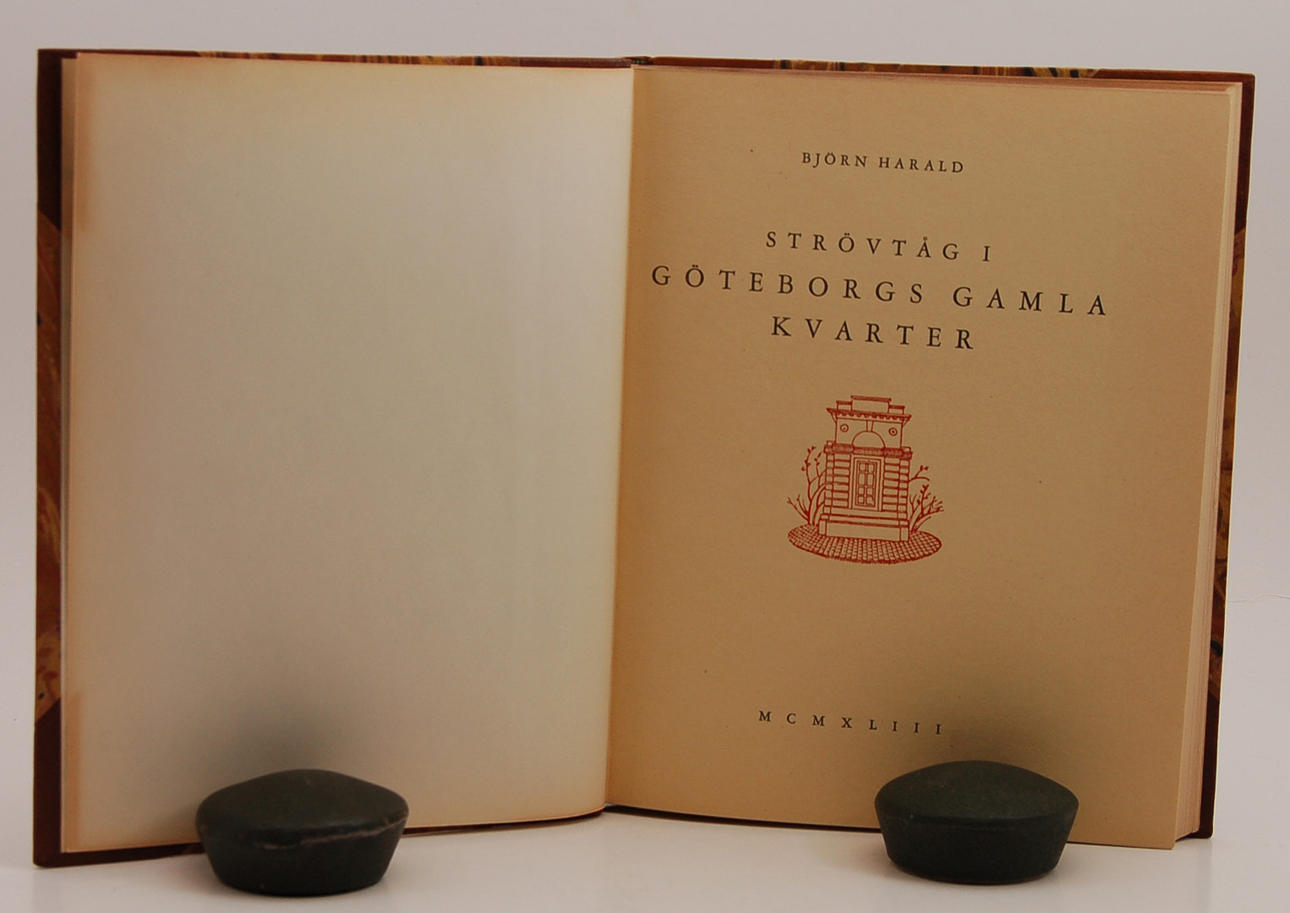 BJÖRN HARALD
STRÖVTÅG I
GÖTEBORGS GAMLA
KVARTER
MCMXLIII